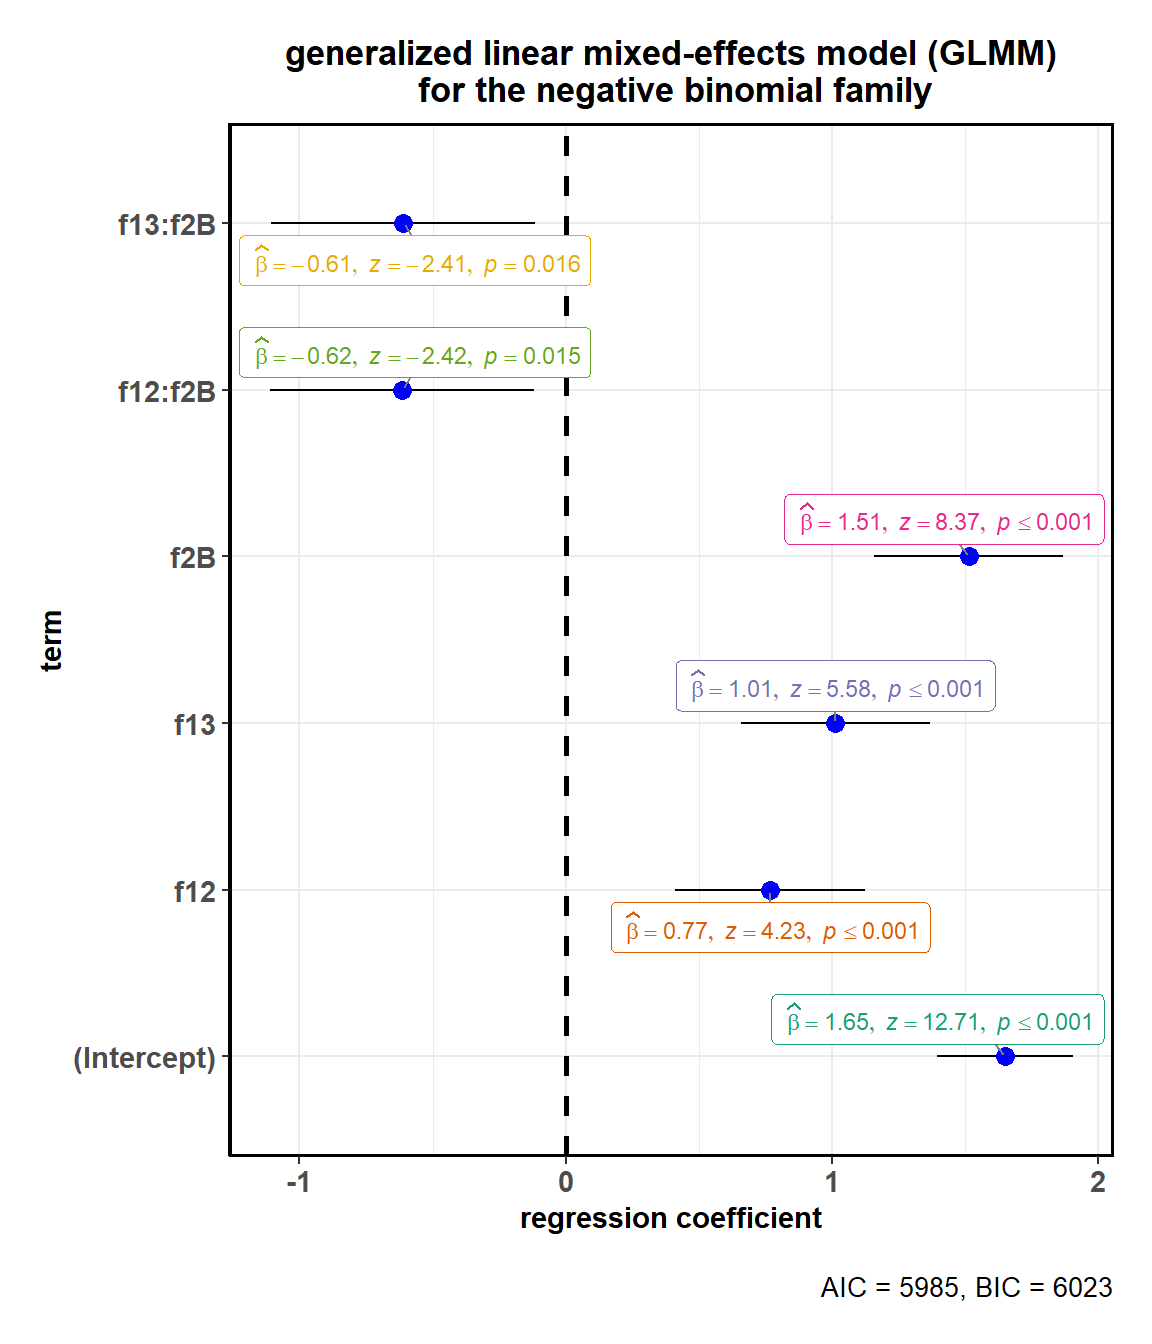 generalized linear mixed-effects model (GLMM)
for the negative binomial family
f13:f2B
β̂ = −0.61, z = −2.41, p = 0.016
β̂ = −0.62, z = −2.42, p = 0.015
f12:f2B
β̂ = 1.51, z = 8.37, p ≤ 0.001
f2B
term
β̂ = 1.01, z = 5.58, p ≤ 0.001
f13
f12
β̂ = 0.77, z = 4.23, p ≤ 0.001
β̂ = 1.65, z = 12.71, p ≤ 0.001
(Intercept)
-1 0 1 2
regression coefficient
AIC = 5985, BIC = 6023